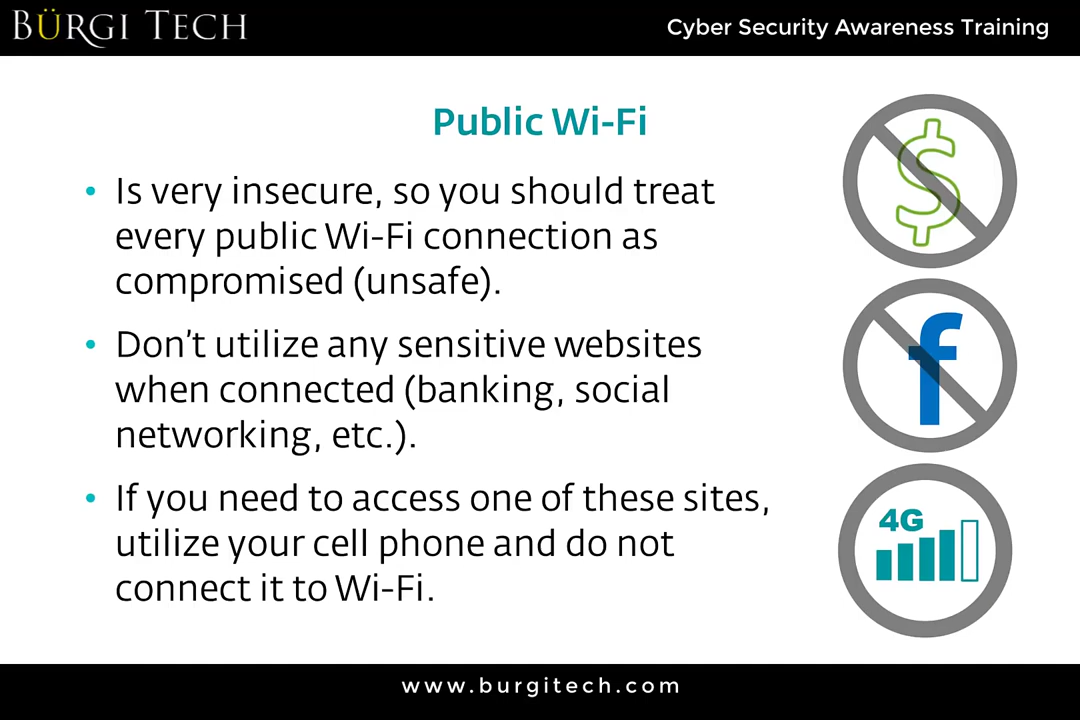 BÜRGI TECH
Cyber Security Awareness Training
Public Wi-Fi
• Is very insecure, so you should treat
every public Wi-Fi connection as
compromised (unsafe).
• Don’t utilize any sensitive websites
when connected (banking, social
networking, etc.).
• If you need to access one of these sites,
utilize your cell phone and do not
connect it to Wi-Fi.
$
f
4G
www.burgitech.com